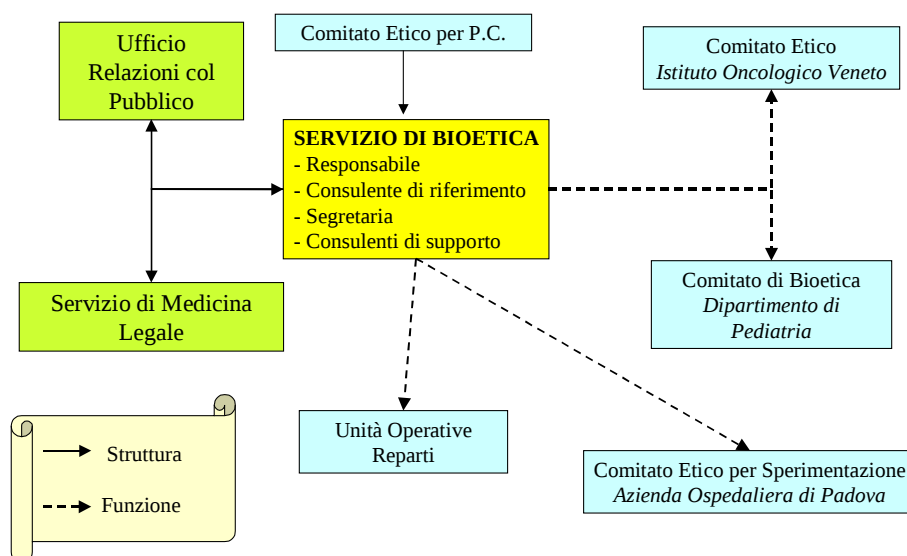 Ufficio
Relazioni col
Pubblico
Comitato Etico per P.C.
Comitato Etico
Istituto Oncologico Veneto
SERVIZIO DI BIOETICA
- Responsabile
- Consulente di riferimento
- Segretaria
- Consulenti di supporto
Servizio di Medicina
Legale
Comitato di Bioetica
Dipartimento di
Pediatria
Unità Operative
Reparti
Comitato Etico per Sperimentazione
Azienda Ospedaliera di Padova
Struttura
Funzione